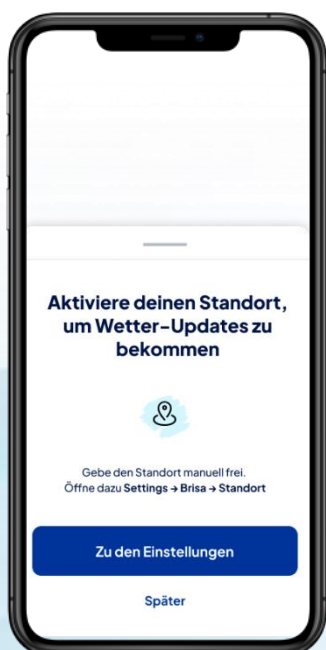 Aktiviere deinen Standort,
um Wetter-Updates zu
bekommen
Gebe den Standort manuell frei.
Öffne dazu Settings → Brisa → Standort
Zu den Einstellungen
Später